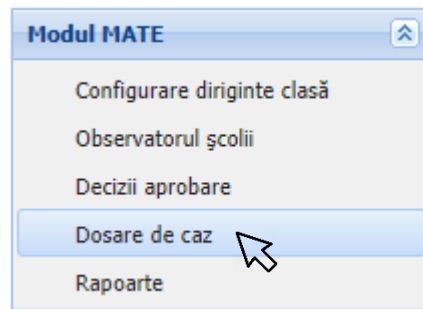 Modul MATE
Configurare diriginte clasă
Observatorul școlii
Decizii aprobare
Dosare de caz
Rapoarte